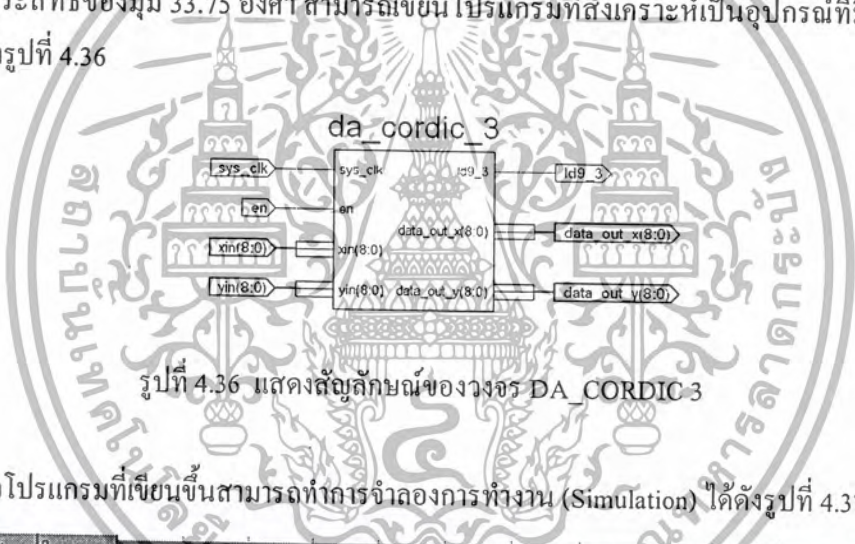 ของมุม 33.75 องศา สามารถเขียนโปรแกรมที่สังเคราะห์เป็นอุปกรณ์ที่
รูปที่ 4.36
da_cordic_3
sys_clk sys_clk ld9_3 ld9_3
en en
data_out_x(8:0) data_out_x(8:0)
xin(8:0) xin(8:0)
yin(8:0) yin(8:0) data_out_y(8:0) data_out_y(8:0)
รูปที่ 4.36 แสดงสัญลักษณ์ของวงจร DA_CORDIC 3
โปรแกรมที่เขียนขึ้นสามารถทำการจำลองการทำงาน (Simulation) ได้ดังรูปที่ 4.3